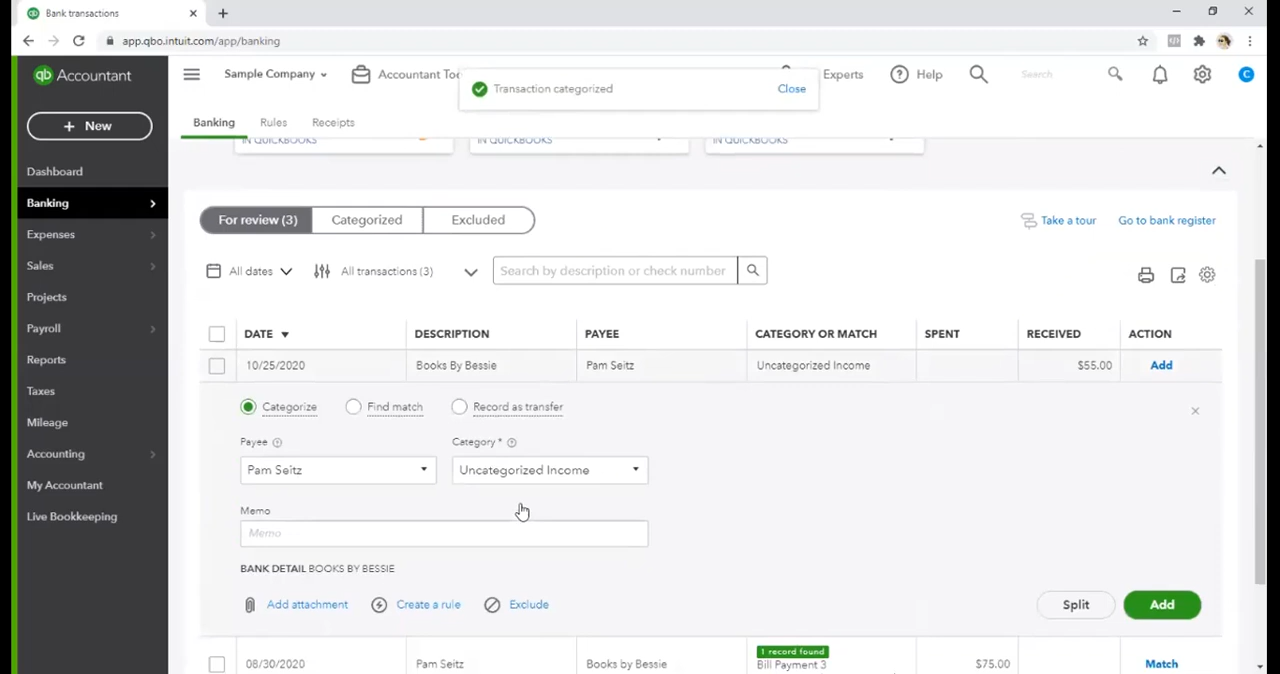 Bank transactions
app.qbo.intuit.com/app/banking
qb Accountant
Sample Company
Accountant Too
Transaction categorized
Close
Experts
Help
Search
C
+ New
Banking
Rules
Receipts
IN QUICKBOOKS
IN QUICKBOOKS
IN QUICKBOOKS
Dashboard
Banking
Expenses
Sales
Projects
Payroll
Reports
Taxes
Mileage
Accounting
My Accountant
Live Bookkeeping
For review (3)
Categorized
Excluded
Take a tour
Go to bank register
All dates
All transactions (3)
Search by description or check number
DATE DESCRIPTION PAYEE CATEGORY OR MATCH SPENT RECEIVED ACTION
10/25/2020 Books By Bessie Pam Seitz Uncategorized Income $55.00 Add
Categorize
Find match
Record as transfer
Payee
Category *
Pam Seitz
Uncategorized Income
Memo
Memo
BANK DETAIL BOOKS BY BESSIE
Add attachment
Create a rule
Exclude
Split
Add
1 record found
08/30/2020 Pam Seitz Books by Bessie Bill Payment 3 $75.00 Match